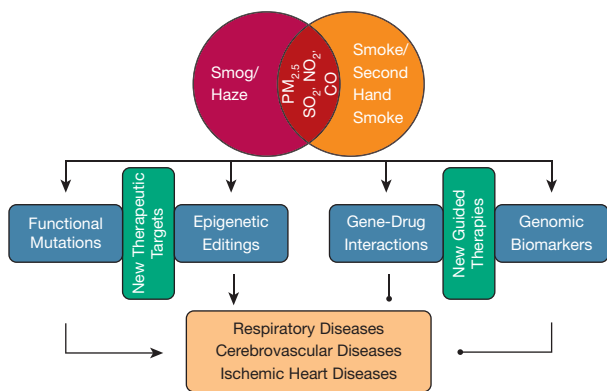 Smog/
Haze
PM2.5
SO2, NO2,
CO
Smoke/
Second
Hand
Smoke
Functional
Mutations
New Therapeutic
Targets
Epigenetic
Editings
Gene-Drug
Interactions
New Guided
Therapies
Genomic
Biomarkers
Respiratory Diseases
Cerebrovascular Diseases
Ischemic Heart Diseases